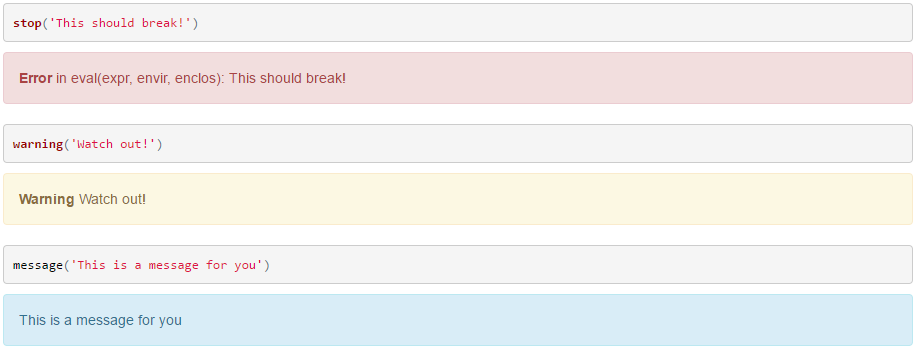 stop('This should break!')
Error in eval(expr, envir, enclos): This should break!
warning('Watch out!')
Warning Watch out!
message('This is a message for you')
This is a message for you